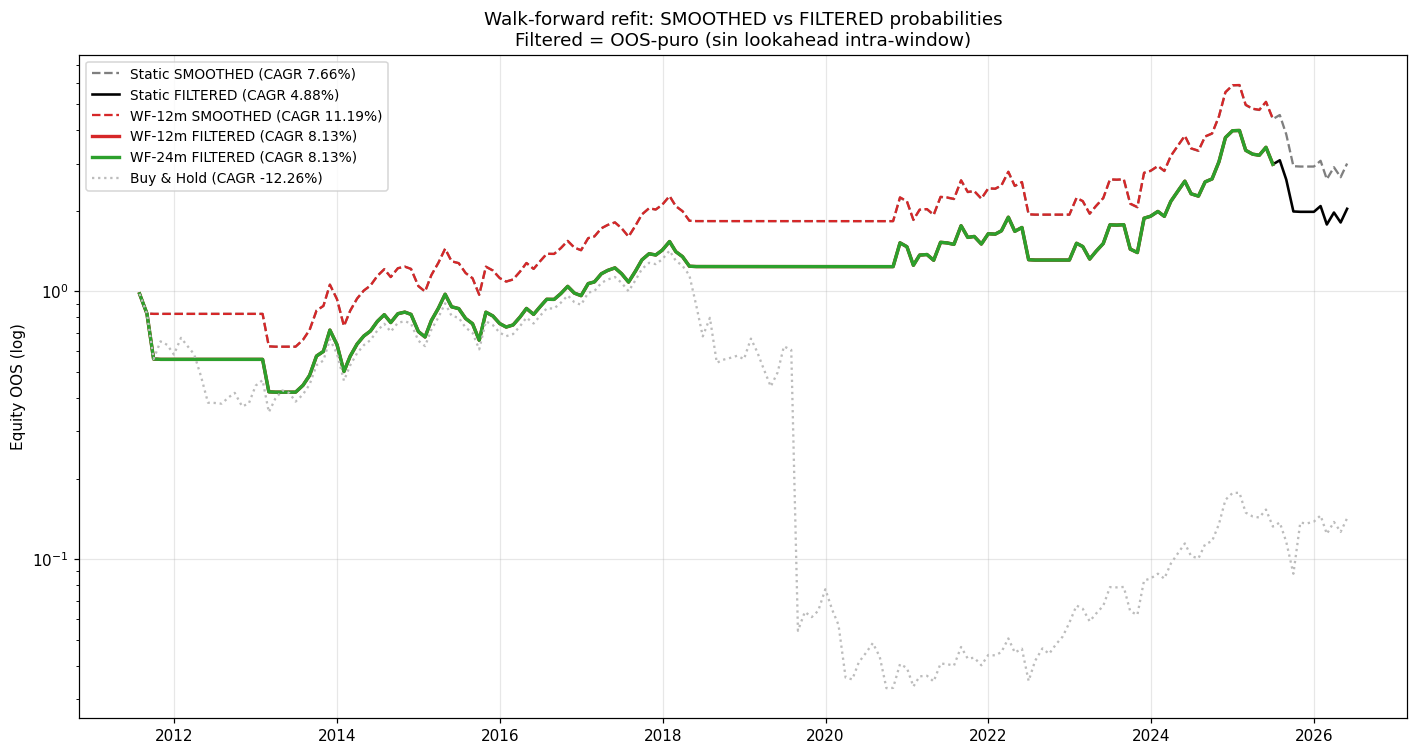 Walk-forward refit: SMOOTHED vs FILTERED probabilities
Filtered = OOS-puro (sin lookahead intra-window)
Static SMOOTHED (CAGR 7.66%)
Static FILTERED (CAGR 4.88%)
WF-12m SMOOTHED (CAGR 11.19%)
WF-12m FILTERED (CAGR 8.13%)
WF-24m FILTERED (CAGR 8.13%)
Buy & Hold (CAGR -12.26%)
Equity OOS (log)
10⁰
10⁻¹
2012 2014 2016 2018 2020 2022 2024 2026